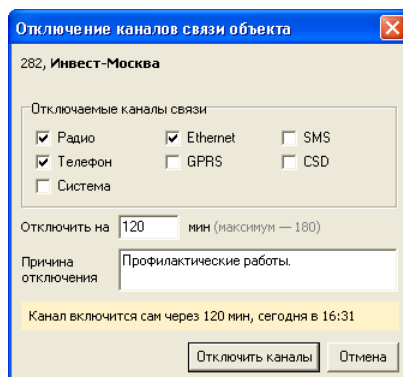 Отключение каналов связи объекта
282, Инвест-Москва
Отключаемые каналы связи
Радио Ethernet SMS
Телефон GPRS CSD
Система
Отключить на 120 мин (максимум — 180)
Причина отключения Профилактические работы.
Канал включится сам через 120 мин, сегодня в 16:31
Отключить каналы Отмена